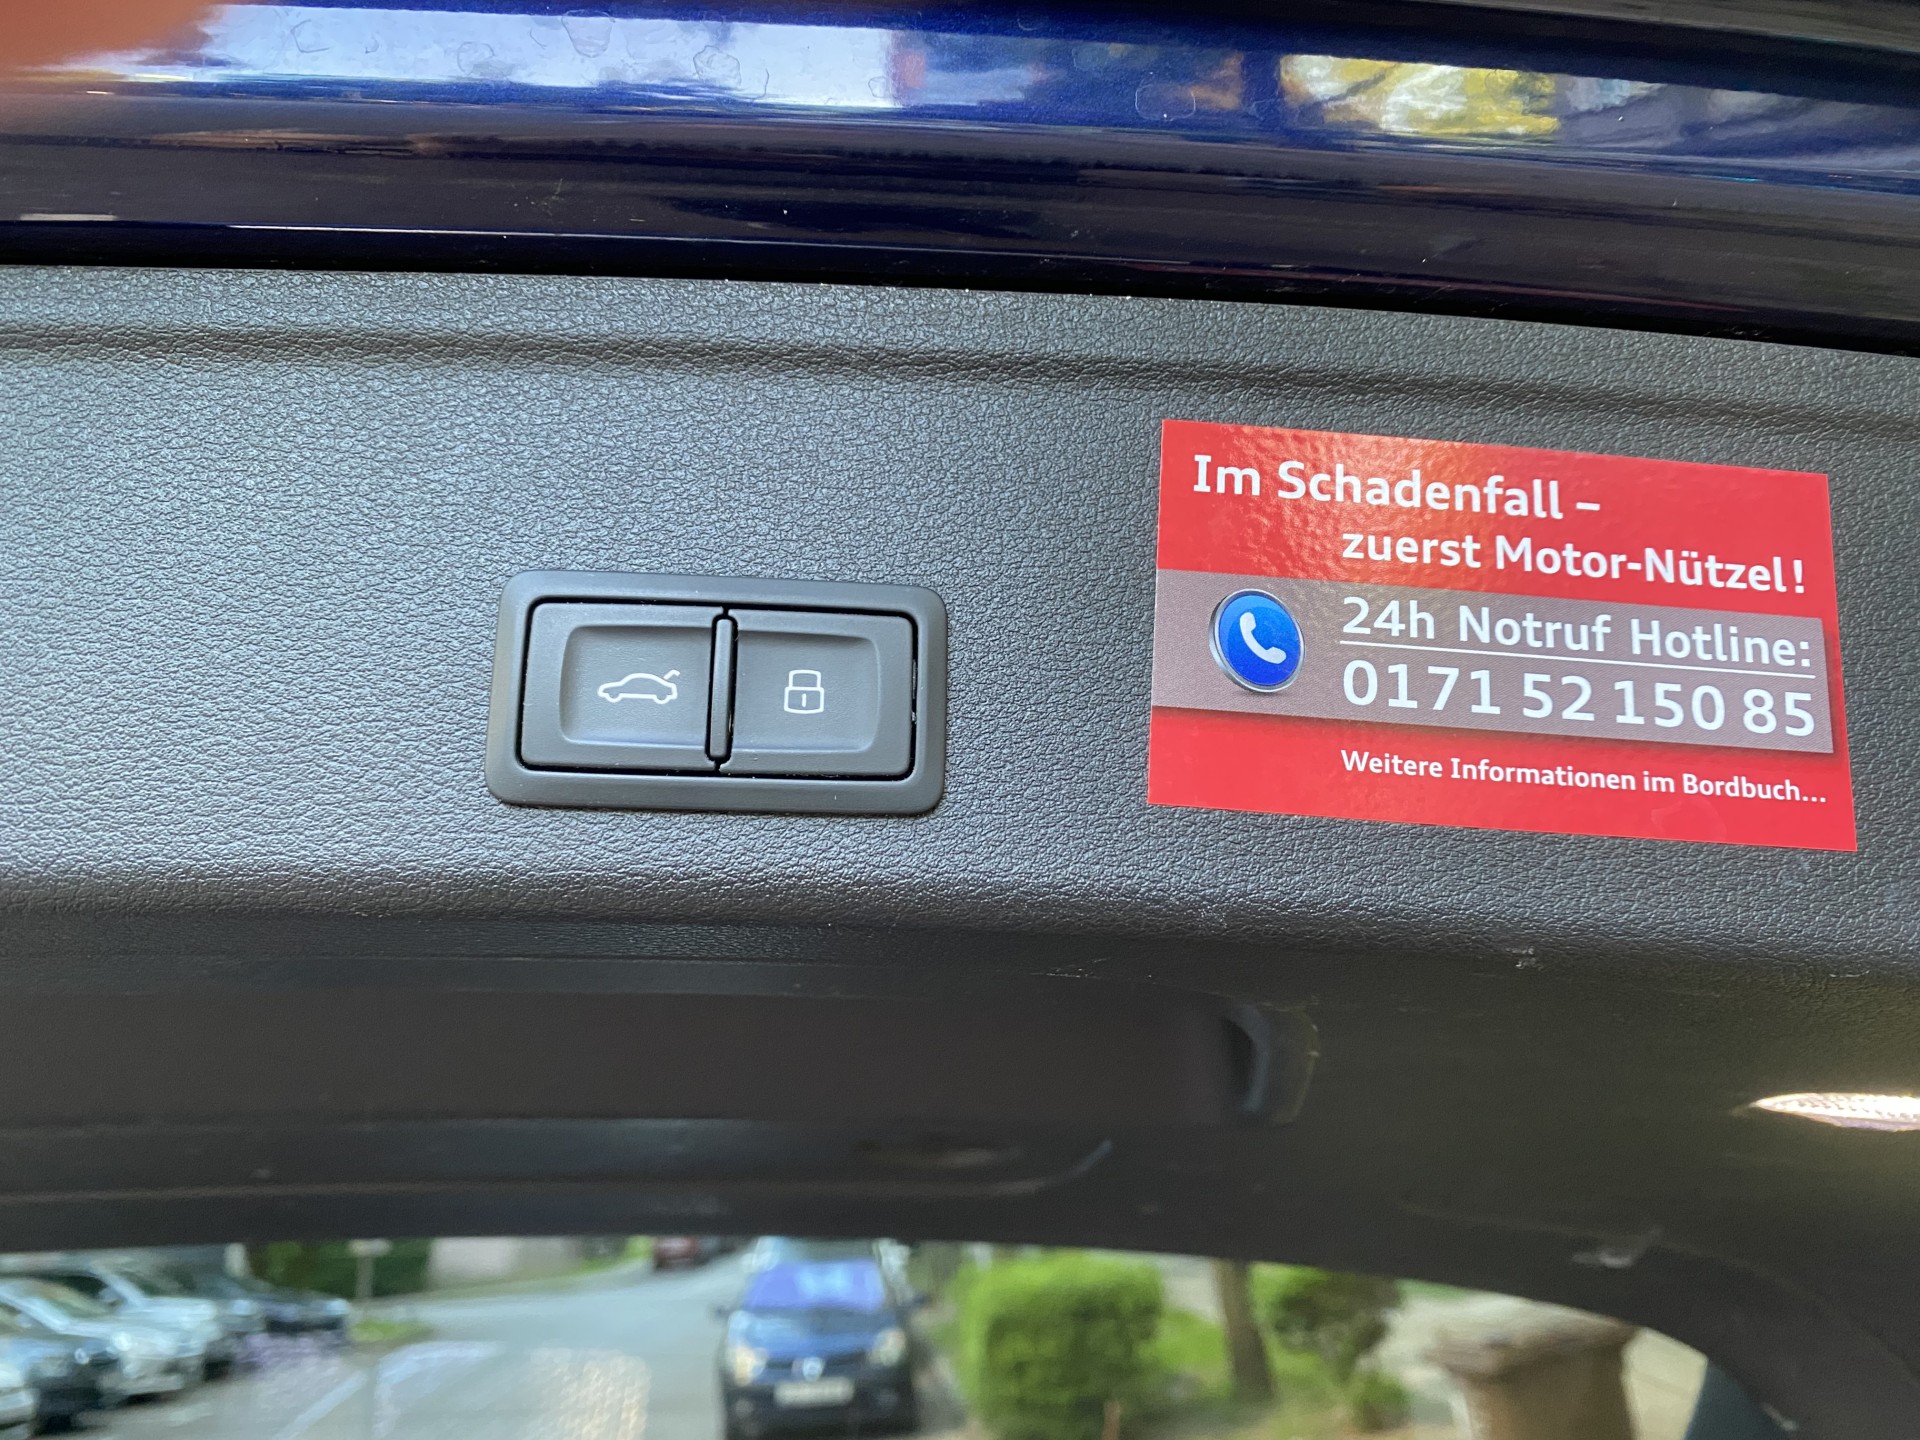 Im Schadenfall –
zuerst Motor-Nützel!
24h Notruf Hotline:
0171 52 150 85
Weitere Informationen im Bordbuch...